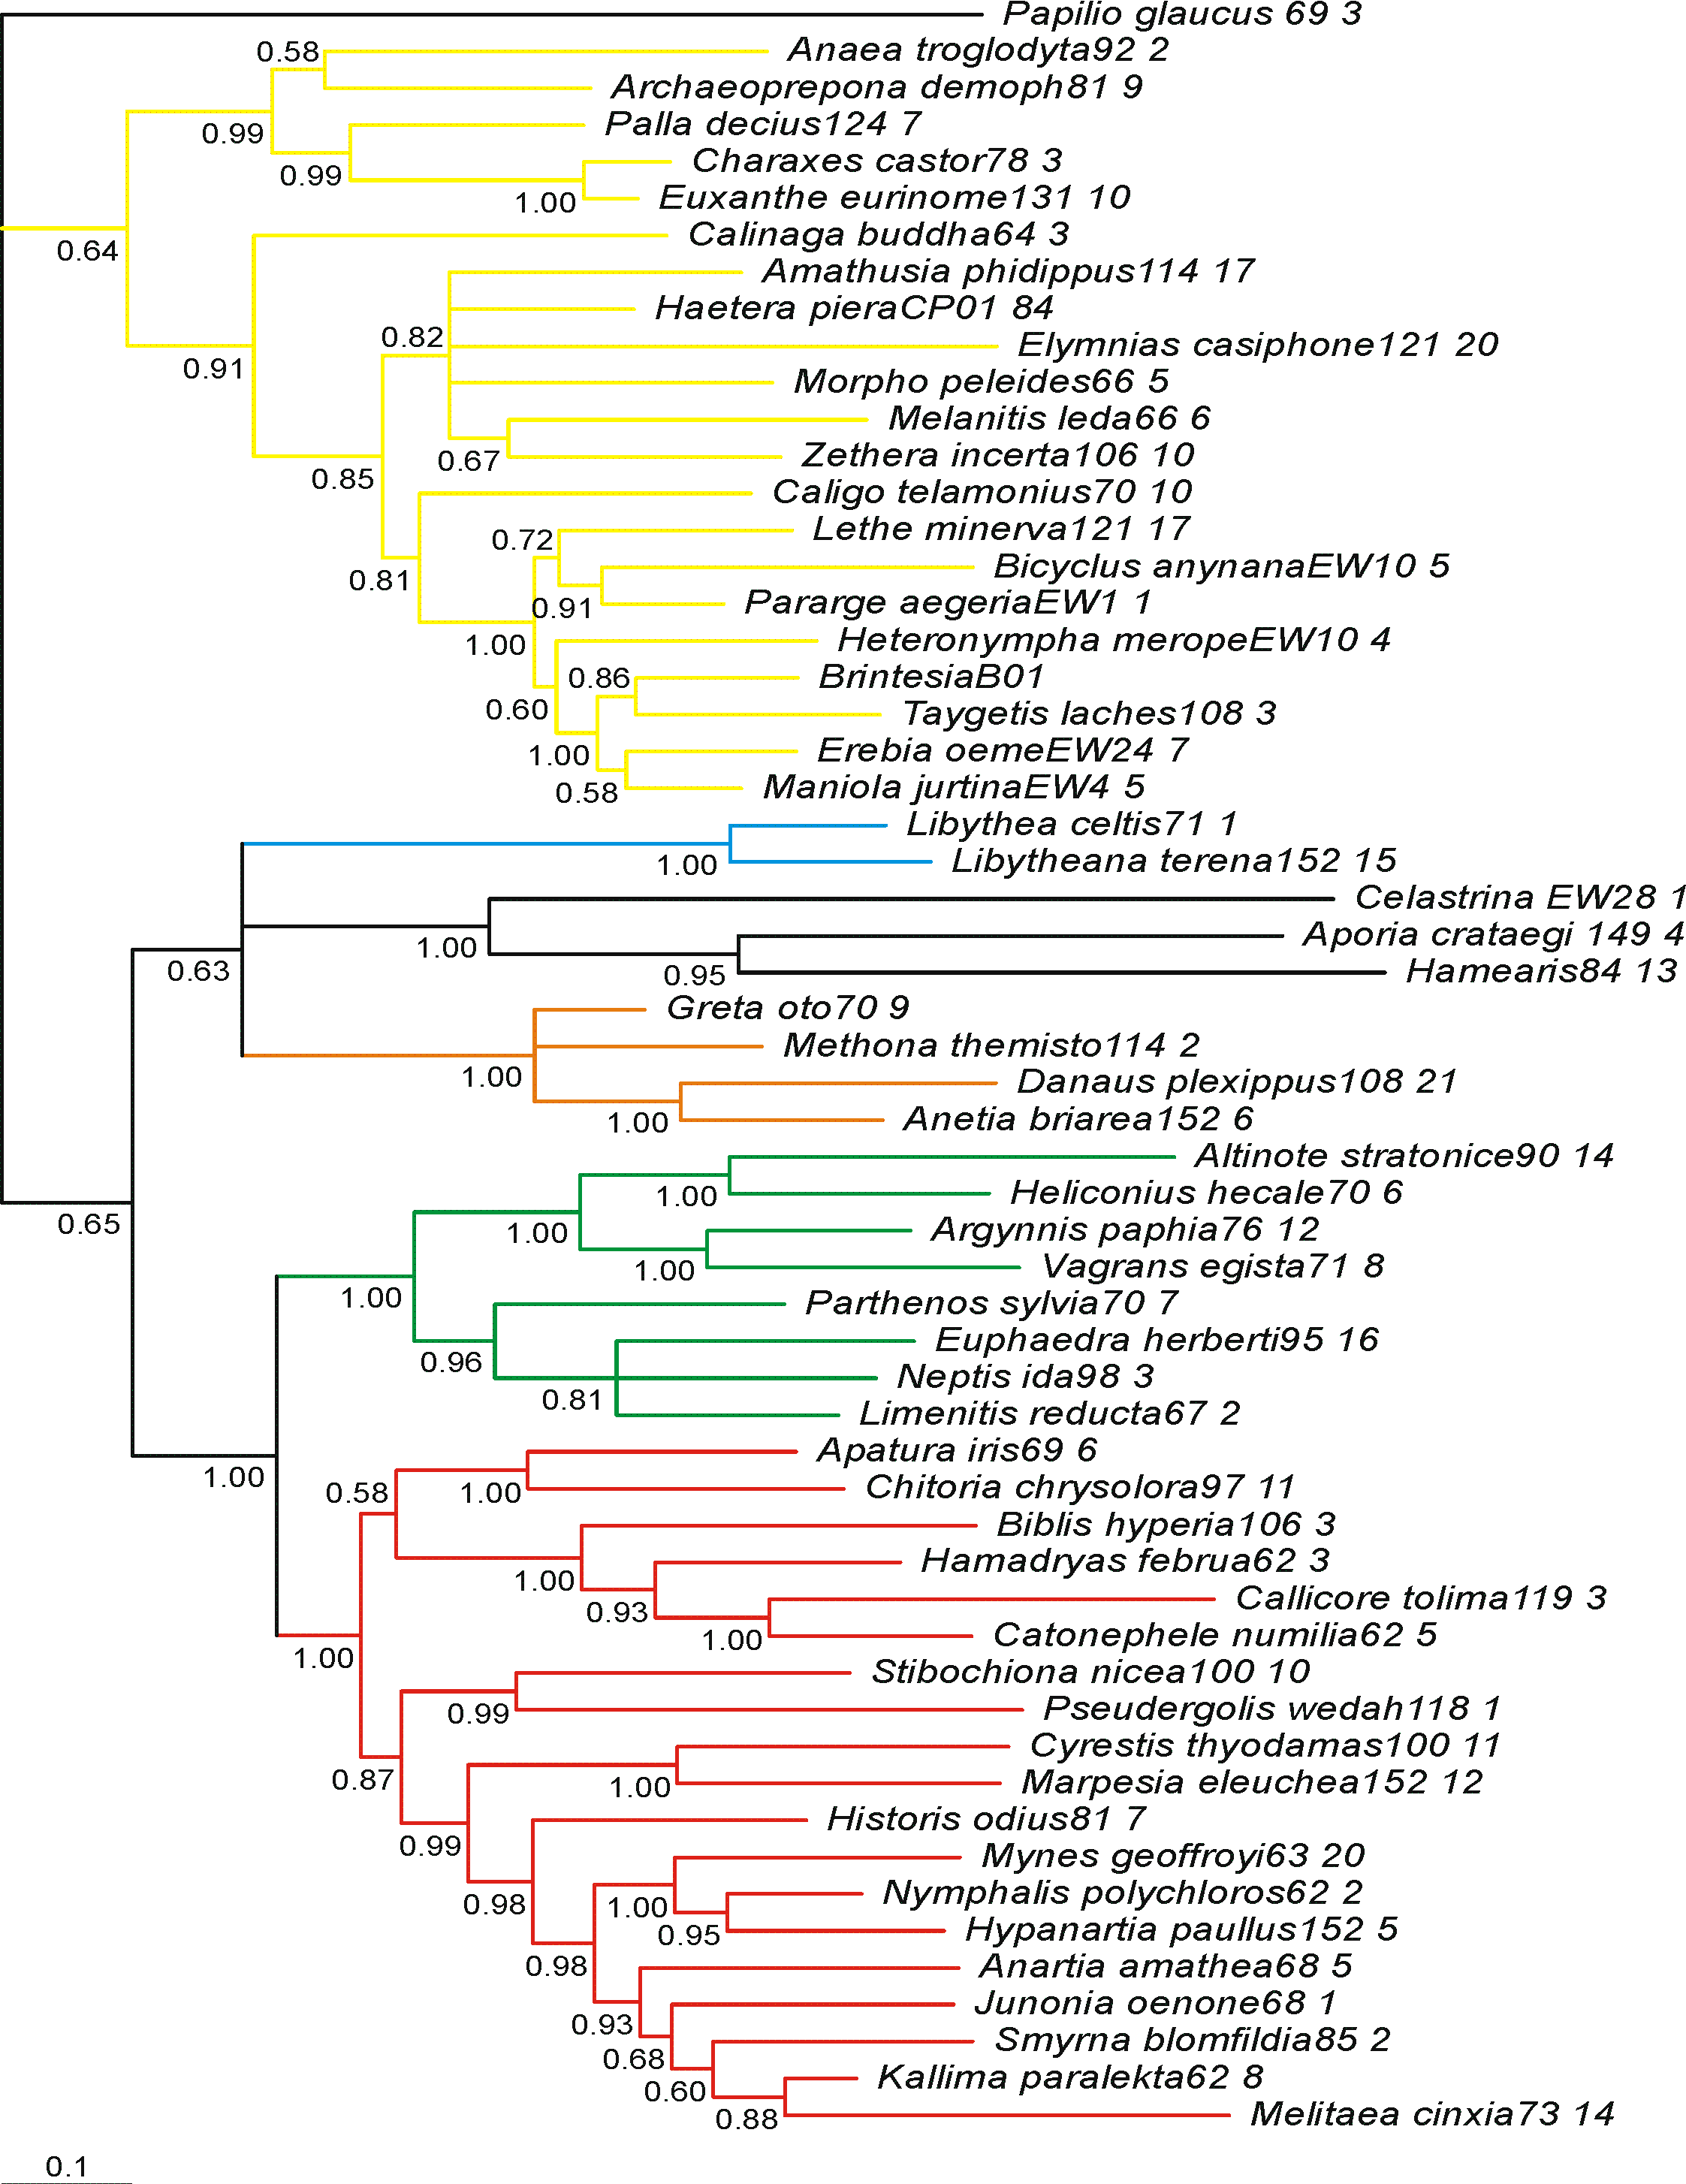 Papilio glaucus 69 3
0.58
Anaea troglodyta92 2
Archaeoprepona demoph81 9
0.99
Palla decius124 7
0.99
Charaxes castor78 3
1.00
Euxanthe eurinome131 10
0.64
Calinaga buddha64 3
Amathusia phidippus114 17
Haetera pieraCP01 84
0.82
Elymnias casiphone121 20
0.91
Morpho peleides66 5
Melanitis leda66 6
0.67
Zethera incerta106 10
0.85
Caligo telamonius70 10
Lethe minerva121 17
0.72
Bicyclus anynanaEW10 5
0.81
Pararge aegeriaEW1 1
0.91
Heteronympha meropeEW10 4
1.00
0.86
BrintesiaB01
0.60
Taygetis laches108 3
Erebia oemeEW24 7
1.00
Maniola jurtinaEW4 5
0.58
Libythea celtis71 1
Libytheana terena152 15
1.00
Celastrina EW28 1
Aporia crataegi 149 4
1.00
0.63
Hamearis84 13
0.95
Greta oto70 9
Methona themisto114 2
1.00
Danaus plexippus108 21
Anetia briarea152 6
1.00
Altinote stratonice90 14
Heliconius hecale70 6
1.00
0.65
Argynnis paphia76 12
1.00
Vagrans egista71 8
1.00
Parthenos sylvia70 7
1.00
Euphaedra herberti95 16
0.96
Neptis ida98 3
0.81
Limenitis reducta67 2
Apatura iris69 6
1.00
Chitoria chrysolora97 11
0.58
1.00
Biblis hyperia106 3
Hamadryas februa62 3
1.00
Callicore tolima119 3
0.93
Catonephele numilia62 5
1.00
1.00
Stibochiona nicea100 10
Pseudergolis wedah118 1
0.99
Cyrestis thyodamas100 11
0.87
Marpesia eleuchea152 12
1.00
Historis odius81 7
0.99
Mynes geoffroyi63 20
Nymphalis polychloros62 2
0.98
1.00
Hypanartia paullus152 5
0.95
Anartia amathea68 5
0.98
Junonia oenone68 1
0.93
Smyrna blomfildia85 2
0.68
Kallima paralekta62 8
0.60
Melitaea cinxia73 14
0.88
0.1